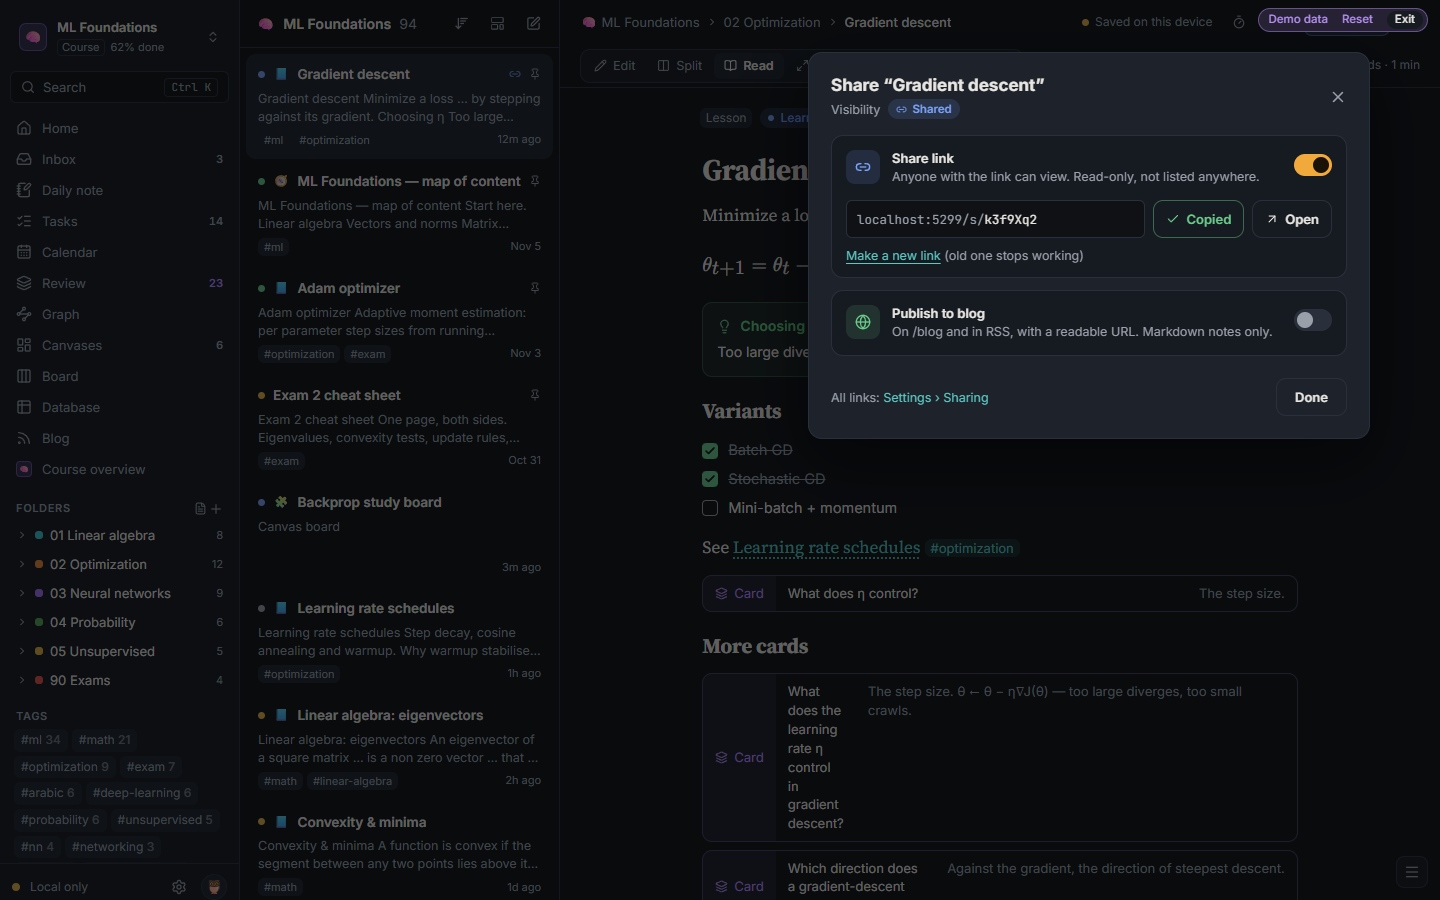 ML Foundations
Course 62% done
Search Ctrl K
Home
Inbox 3
Daily note
Tasks 14
Calendar
Review 23
Graph
Canvases 6
Board
Database
Blog
Course overview
FOLDERS
01 Linear algebra 8
02 Optimization 12
03 Neural networks 9
04 Probability 6
05 Unsupervised 5
90 Exams 4
TAGS
#ml 34 #math 21
#optimization 9 #exam 7
#arabic 6 #deep-learning 6
#probability 6 #unsupervised 5
#nn 4 #networking 3
Local only
ML Foundations 94
Gradient descent
Gradient descent Minimize a loss ... by stepping
against its gradient. Choosing η Too large...
#ml #optimization 12m ago
ML Foundations — map of content
ML Foundations — map of content Start here.
Linear algebra Vectors and norms Matrix...
#ml Nov 5
Adam optimizer
Adam optimizer Adaptive moment estimation:
per parameter step sizes from running...
#optimization #exam Nov 3
Exam 2 cheat sheet
Exam 2 cheat sheet One page, both sides.
Eigenvalues, convexity tests, update rules,...
#exam Oct 31
Backprop study board
Canvas board
3m ago
Learning rate schedules
Learning rate schedules Step decay, cosine
annealing and warmup. Why warmup stabilise...
#optimization 1h ago
Linear algebra: eigenvectors
Linear algebra: eigenvectors An eigenvector of
a square matrix ... is a non zero vector ... that ...
#math #linear-algebra 2h ago
Convexity & minima
Convexity & minima A function is convex if the
segment between any two points lies above it...
#math 1d ago
ML Foundations › 02 Optimization › Gradient descent
Saved on this device
Demo data Reset Exit
Edit Split Read
ds · 1 min
Lesson Lear
Gradien
Minimize a lo
θt+1 = θt −
Choosing
Too large dive
Variants
Batch GD
Stochastic GD
Mini-batch + momentum
See Learning rate schedules #optimization
Card What does η control? The step size.
More cards
Card
What
does the
learning
rate η
control
in
gradient
descent?
The step size. θ ← θ − η∇J(θ) — too large diverges, too small
crawls.
Card
Which direction does
a gradient-descent
Against the gradient, the direction of steepest descent.
Share “Gradient descent”
Visibility Shared
Share link
Anyone with the link can view. Read-only, not listed anywhere.
localhost:5299/s/k3f9Xq2 Copied Open
Make a new link (old one stops working)
Publish to blog
On /blog and in RSS, with a readable URL. Markdown notes only.
All links: Settings › Sharing
Done